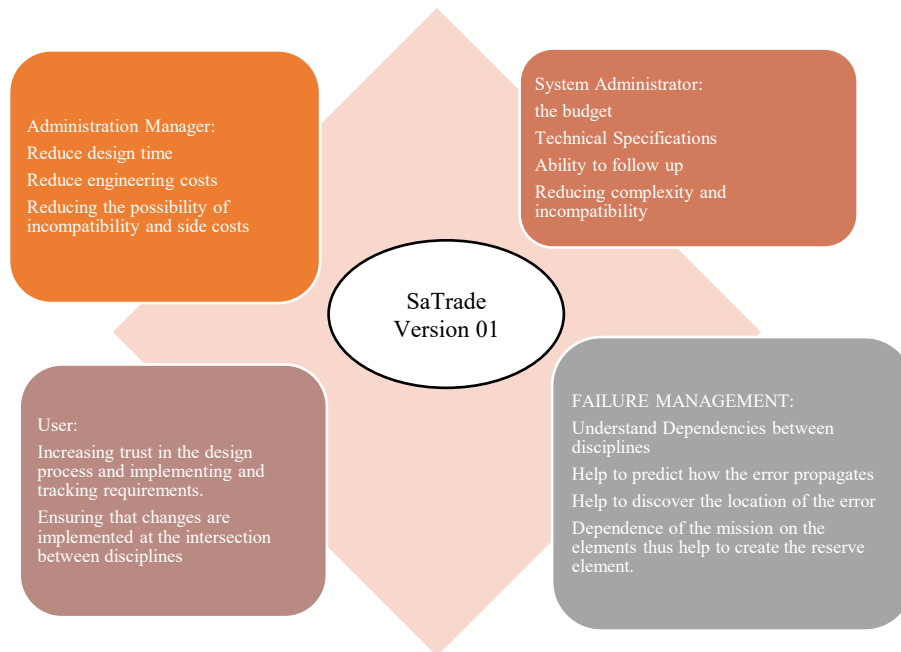 Administration Manager:
Reduce design time
Reduce engineering costs
Reducing the possibility of
incompatibility and side costs
System Administrator:
the budget
Technical Specifications
Ability to follow up
Reducing complexity and
incompatibility
SaTrade
Version 01
User:
Increasing trust in the design
process and implementing and
tracking requirements.
Ensuring that changes are
implemented at the intersection
between disciplines
FAILURE MANAGEMENT:
Understand Dependencies between
disciplines
Help to predict how the error propagates
Help to discover the location of the error
Dependence of the mission on the
elements thus help to create the reserve
element.